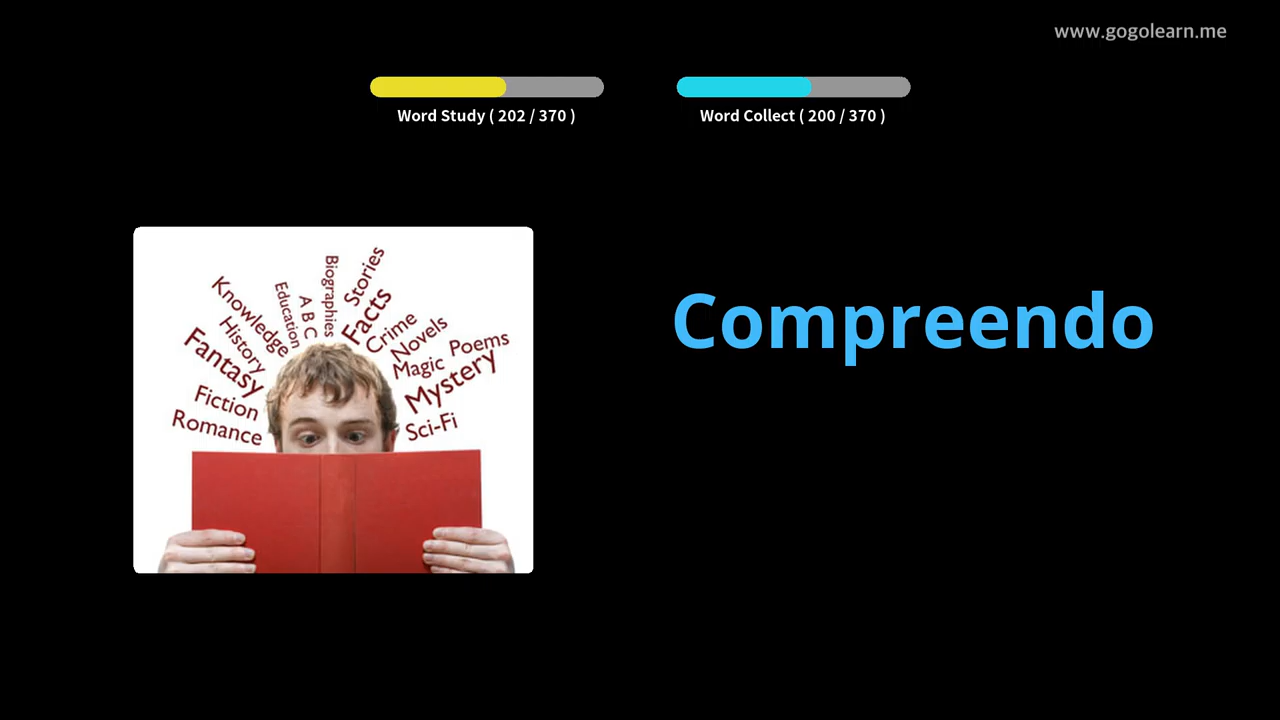 www.gogolearn.me
Word Study ( 202 / 370 )
Word Collect ( 200 / 370 )
Compreendo
Knowledge
Education
A B C
Biographies
Stories
Facts
Crime
Novels
Poems
Magic
Mystery
Sci-Fi
History
Fantasy
Fiction
Romance